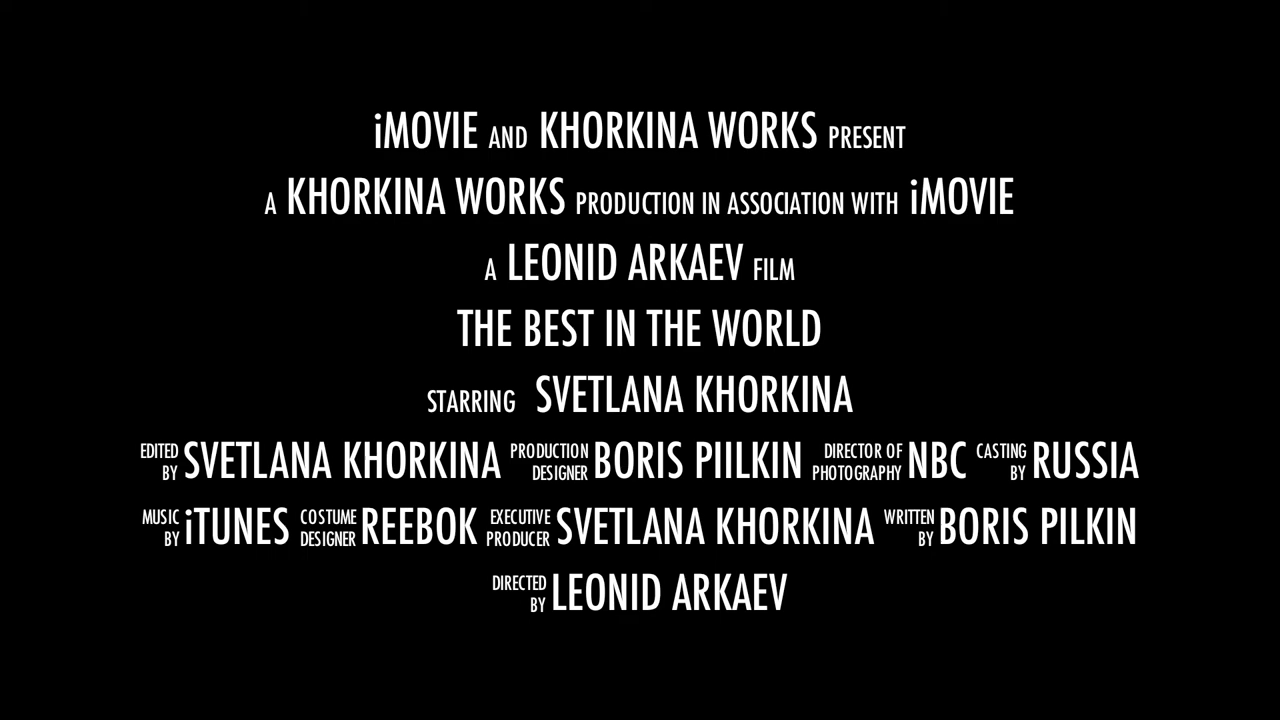 iMOVIE AND KHORKINA WORKS PRESENT
A KHORKINA WORKS PRODUCTION IN ASSOCIATION WITH iMOVIE
A LEONID ARKAEV FILM
THE BEST IN THE WORLD
STARRING SVETLANA KHORKINA
EDITED BY SVETLANA KHORKINA PRODUCTION DESIGNER BORIS PIILKIN DIRECTOR OF PHOTOGRAPHY NBC CASTING BY RUSSIA
MUSIC BY iTUNES COSTUME DESIGNER REEBOK EXECUTIVE PRODUCER SVETLANA KHORKINA WRITTEN BY BORIS PILKIN
DIRECTED BY LEONID ARKAEV